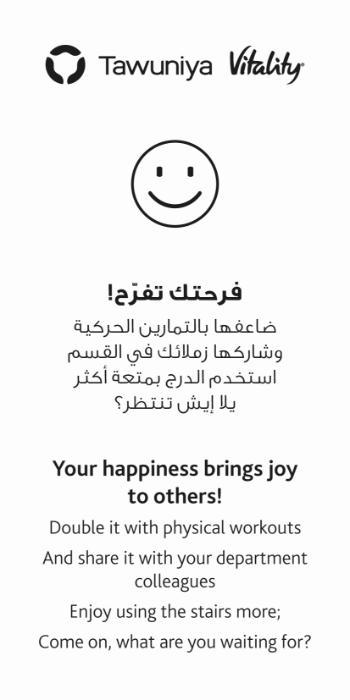 Tawuniya Vitality
فرحتك تفرّح!
ضاعفها بالتمارين الحركية
وشاركها زملائك في القسم
استخدم الدرج بمتعة أكثر
يلا إيش تنتظر؟
Your happiness brings joy
to others!
Double it with physical workouts
And share it with your department
colleagues
Enjoy using the stairs more;
Come on, what are you waiting for?